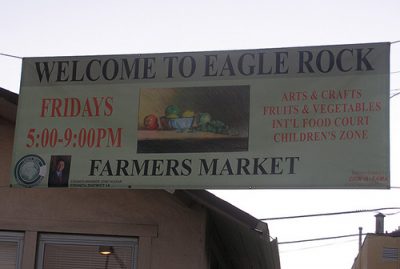 WELCOME TO EAGLE ROCK
FRIDAYS
5:00-9:00PM
ARTS & CRAFTS
FRUITS & VEGETABLES
INT'L FOOD COURT
CHILDREN'S ZONE
FARMERS MARKET